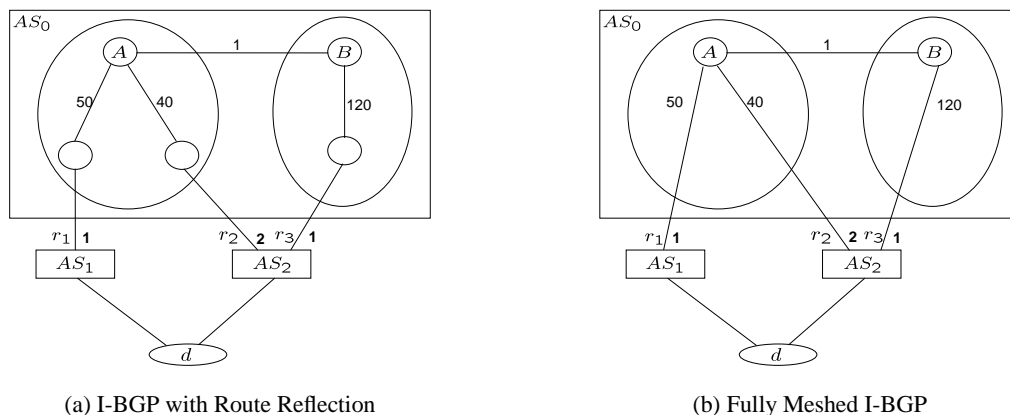 AS₀
A
1
B
50
40
120
r₁
1
r₂
2
r₃
1
AS₁
AS₂
d
(a) I-BGP with Route Reflection
AS₀
A
1
B
50
40
120
r₁
1
r₂
2
r₃
1
AS₁
AS₂
d
(b) Fully Meshed I-BGP